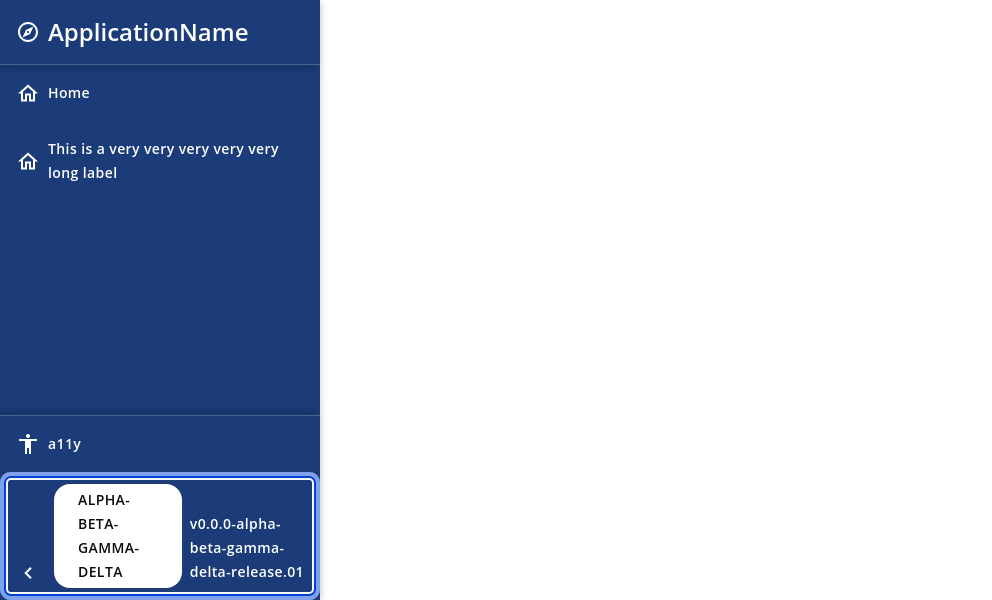 ApplicationName
Home
This is a very very very very very
long label
a11y
ALPHA-
BETA-
GAMMA-
DELTA
v0.0.0-alpha-
beta-gamma-
delta-release.01